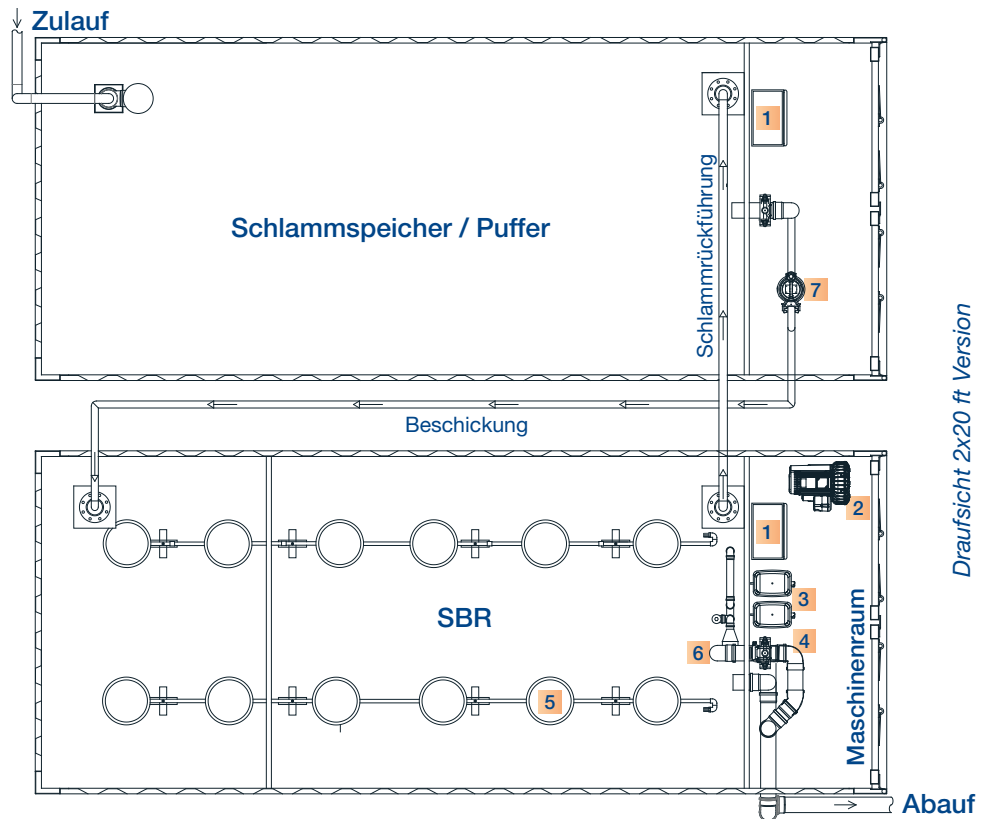 Zulauf
1
Schlammspeicher / Puffer
Schlammrückführung
7
Draufsicht 2x20 ft Version
Beschickung
2
1
3
SBR
4
6
Maschinenraum
5
Abauf